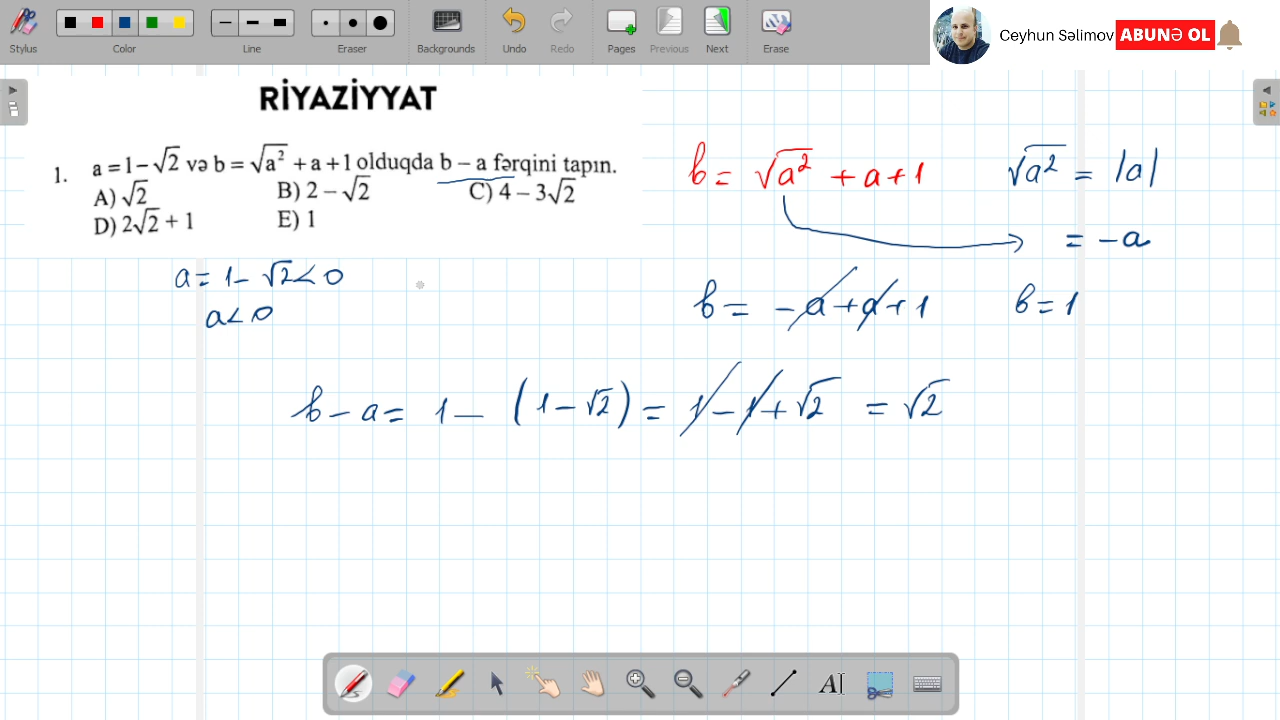 Stylus
Color
Line
Eraser
Backgrounds
Undo
Redo
Pages
Previous
Next
Erase
Ceyhun Səlimov ABUNƏ OL
RİYAZİYYAT
1. a = 1 − √2 və b = √a² + a + 1 olduqda b − a fərqini tapın.
A) √2 B) 2 − √2 C) 4 − 3√2
D) 2√2 + 1 E) 1
b = √a² + a + 1 √a² = |a|
= −a
a = 1 − √2 < 0
a < 0
b = −a + a + 1 b = 1
b − a = 1 − (1 − √2) = 1 − 1 + √2 = √2
AI